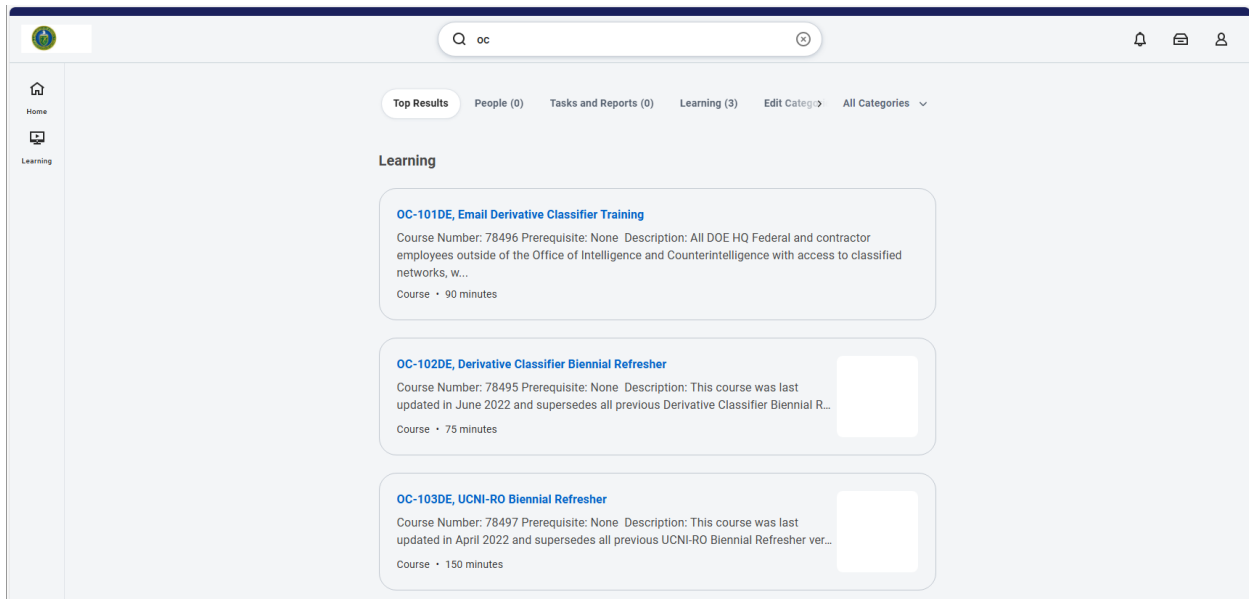 oc
Home
Learning
Top Results People (0) Tasks and Reports (0) Learning (3) Edit Catego All Categories
Learning
OC-101DE, Email Derivative Classifier Training
Course Number: 78496 Prerequisite: None Description: All DOE HQ Federal and contractor
employees outside of the Office of Intelligence and Counterintelligence with access to classified
networks, w...
Course • 90 minutes
OC-102DE, Derivative Classifier Biennial Refresher
Course Number: 78495 Prerequisite: None Description: This course was last
updated in June 2022 and supersedes all previous Derivative Classifier Biennial R...
Course • 75 minutes
OC-103DE, UCNI-RO Biennial Refresher
Course Number: 78497 Prerequisite: None Description: This course was last
updated in April 2022 and supersedes all previous UCNI-RO Biennial Refresher ver...
Course • 150 minutes